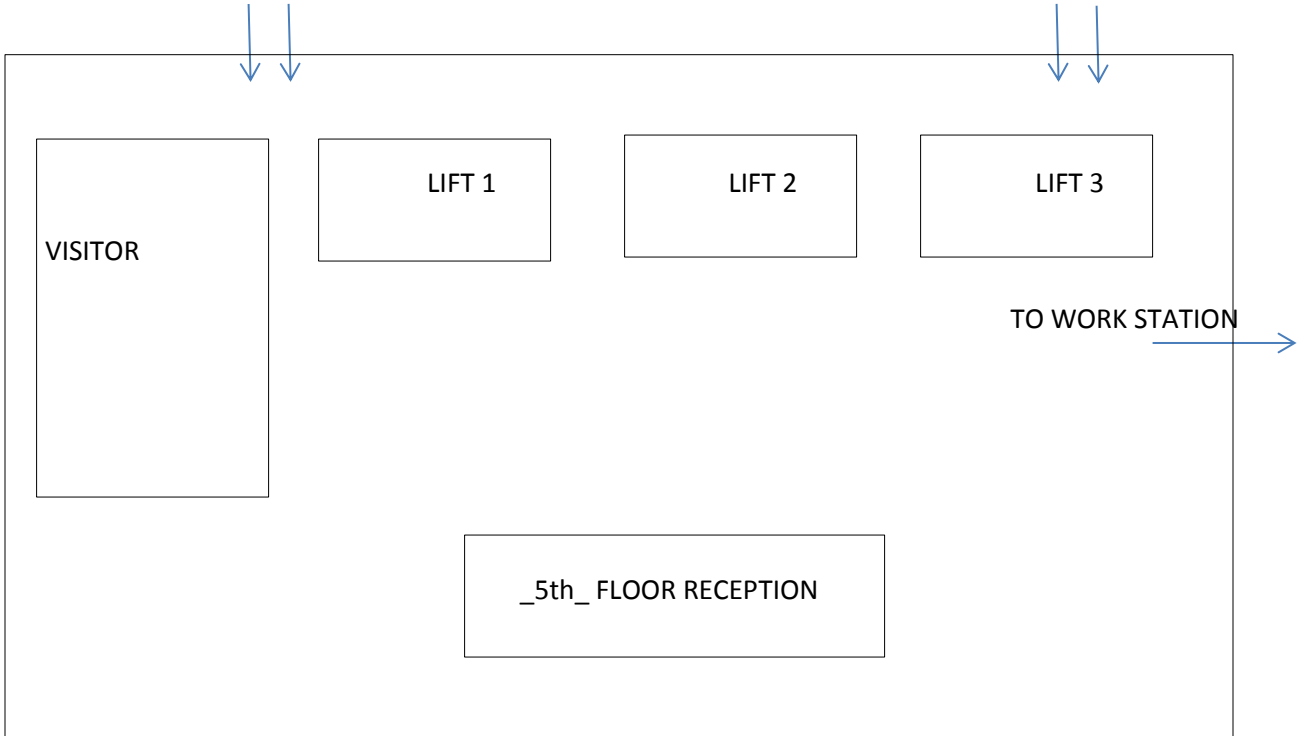 LIFT 1
LIFT 2
LIFT 3
VISITOR
TO WORK STATION
_5th_ FLOOR RECEPTION